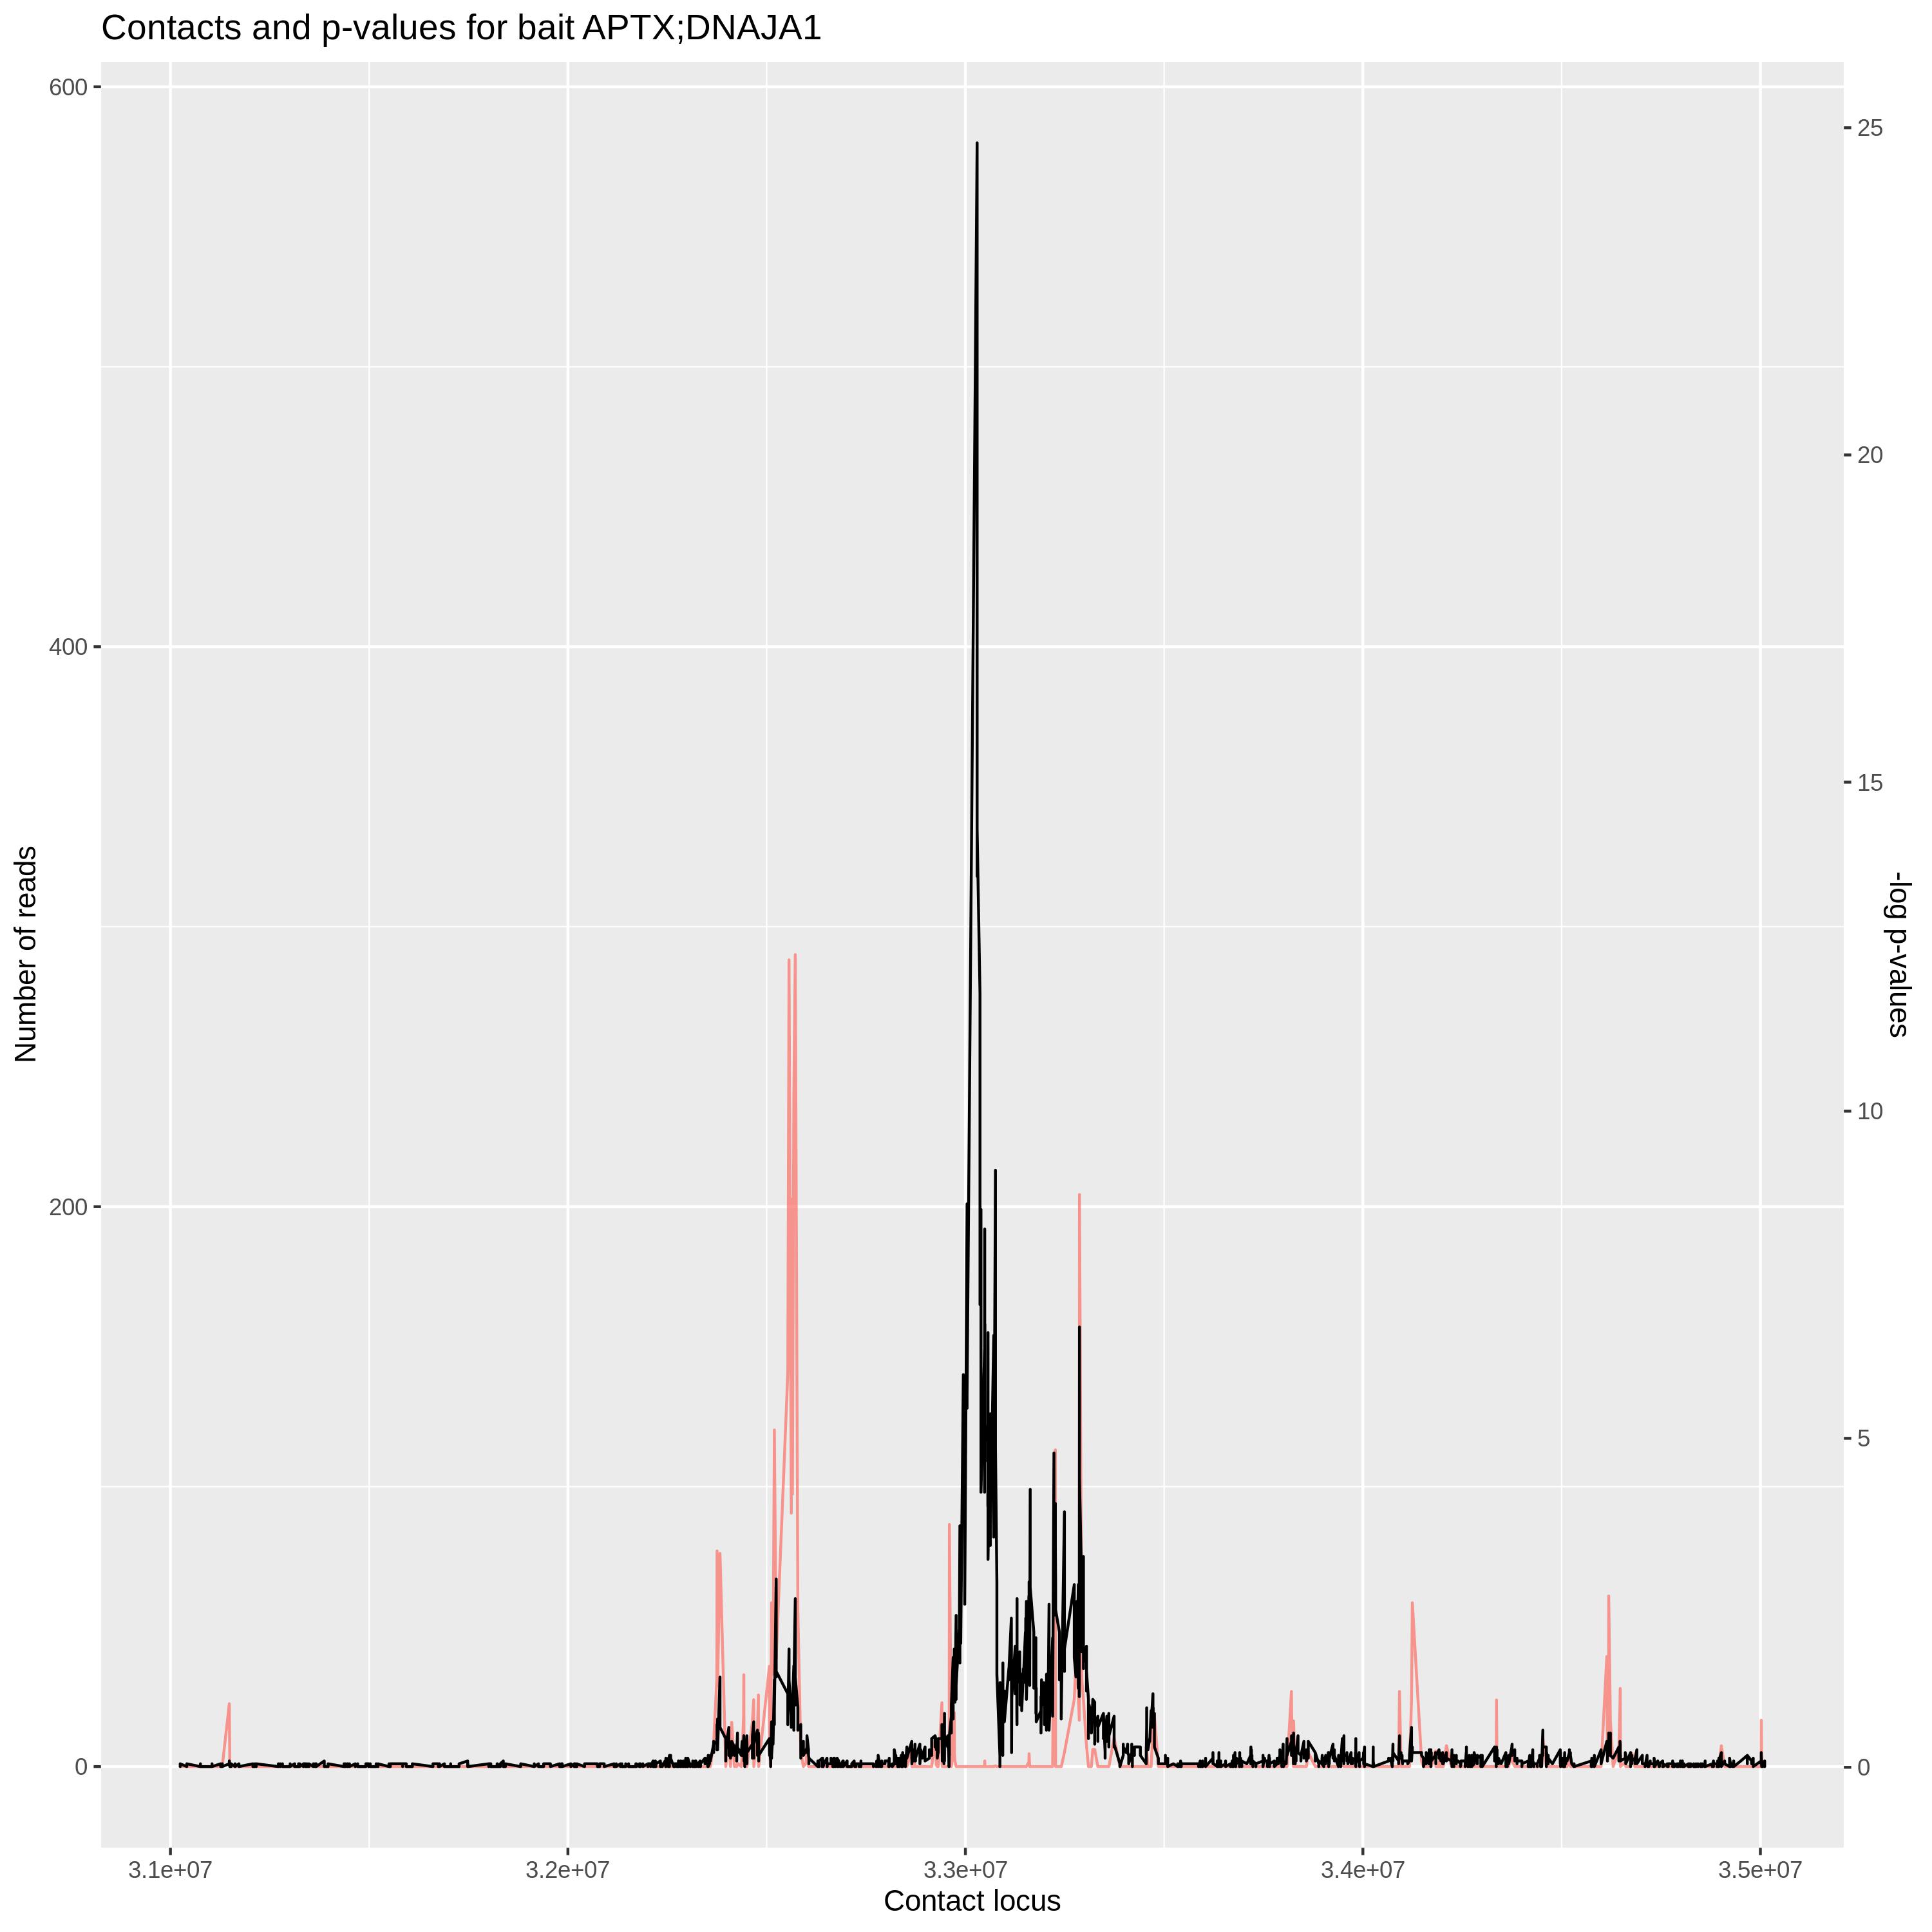 Contacts and p-values for bait APTX;DNAJA1
600
400
200
0
Number of reads
25
20
15
10
5
0
-log p-values
3.1e+07 3.2e+07 3.3e+07 3.4e+07 3.5e+07
Contact locus